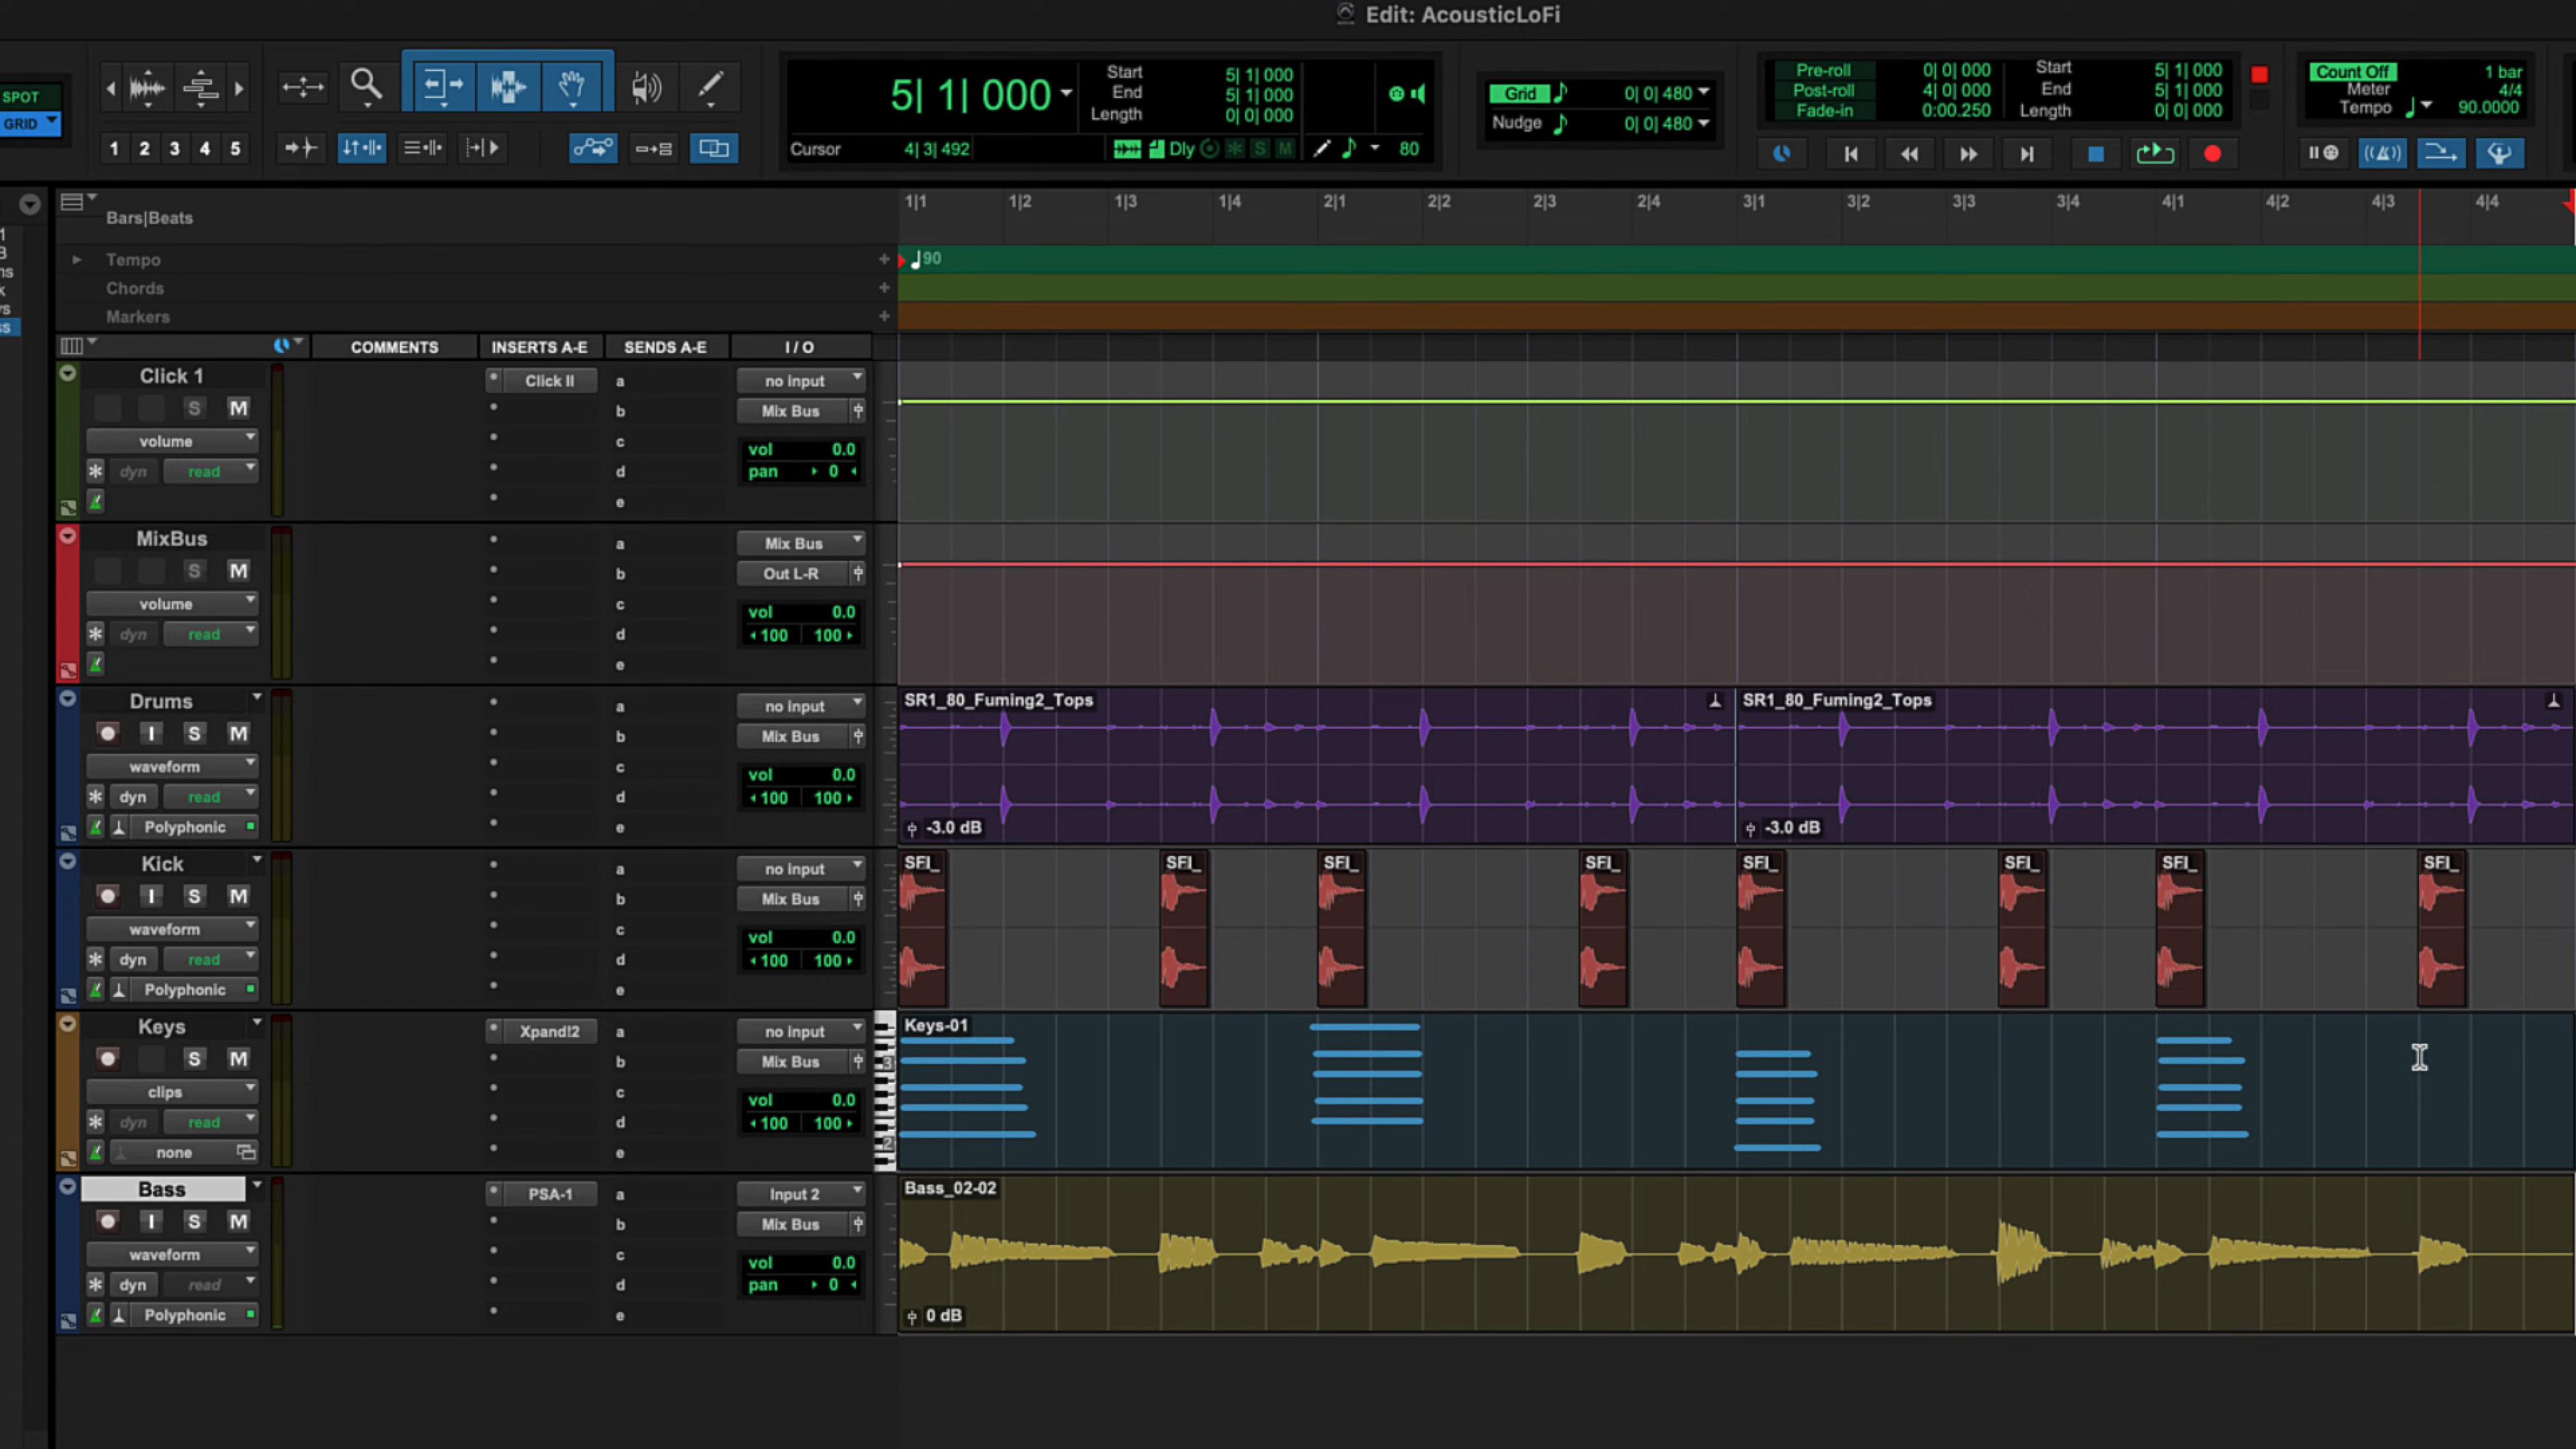 Edit: AcousticLoFi
SPOT
GRID
1 2 3 4 5
5| 1| 000
Start 5| 1| 000
End 5| 1| 000
Length 0| 0| 000
Cursor 4| 3| 492
Dly S M
80
Grid 0| 0| 480
Nudge 0| 0| 480
Pre-roll 0| 0| 000
Post-roll 4| 0| 000
Fade-in 0:00.250
Start 5| 1| 000
End 5| 1| 000
Length 0| 0| 000
Count Off 1 bar
Meter 4/4
Tempo 90.0000
Bars|Beats
1|1 1|2 1|3 1|4 2|1 2|2 2|3 2|4 3|1 3|2 3|3 3|4 4|1 4|2 4|3 4|4
Tempo
90
Chords
Markers
COMMENTS INSERTS A-E SENDS A-E I / O
Click 1
S M
volume
dyn read
Click II
a
b
c
d
e
no input
Mix Bus
vol 0.0
pan 0
MixBus
S M
volume
dyn read
a
b
c
d
e
Mix Bus
Out L-R
vol 0.0
100 100
Drums
I S M
waveform
dyn read
Polyphonic
a
b
c
d
e
no input
Mix Bus
vol 0.0
100 100
SR1_80_Fuming2_Tops SR1_80_Fuming2_Tops
-3.0 dB -3.0 dB
Kick
I S M
waveform
dyn read
Polyphonic
a
b
c
d
e
no input
Mix Bus
vol 0.0
100 100
SFI_ SFI_ SFI_ SFI_ SFI_ SFI_ SFI_ SFI_
Keys
S M
clips
dyn read
none
Xpand!2
a
b
c
d
e
no input
Mix Bus
vol 0.0
100 100
3
2
Keys-01
Bass
I S M
waveform
dyn read
Polyphonic
PSA-1
a
b
c
d
e
Input 2
Mix Bus
vol 0.0
pan 0
Bass_02-02
0 dB